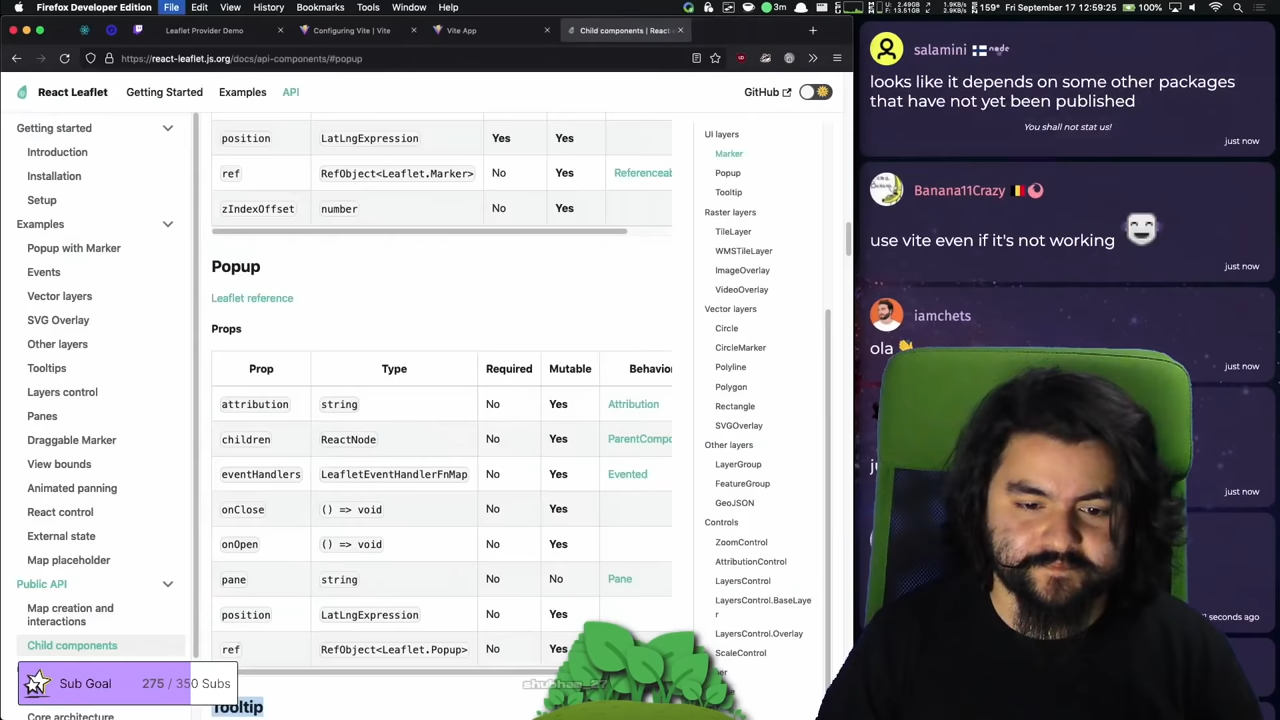 Firefox Developer Edition File Edit View History Bookmarks Tools Window Help
3m
159° Fri September 17 12:59:25
100%
Leaflet Provider Demo
Configuring Vite | Vite
Vite App
Child components | React
https://react-leaflet.js.org/docs/api-components/#popup
React Leaflet Getting Started Examples API
GitHub
Getting started
Introduction
Installation
Setup
Examples
Popup with Marker
Events
Vector layers
SVG Overlay
Other layers
Tooltips
Layers control
Panes
Draggable Marker
View bounds
Animated panning
React control
External state
Map placeholder
Public API
Map creation and
interactions
Child components
Core architecture
Sub Goal 275 / 350 Subs
position LatLngExpression Yes Yes
ref RefObject<Leaflet.Marker> No Yes Referenceab
zIndexOffset number No Yes
Popup
Leaflet reference
Props
Prop Type Required Mutable Behavior
attribution string No Yes Attribution
children ReactNode No Yes ParentCompo
eventHandlers LeafletEventHandlerFnMap No Yes Evented
onClose () => void No Yes
onOpen () => void No Yes
pane string No No Pane
position LatLngExpression No Yes
ref RefObject<Leaflet.Popup> No Yes
Tooltip
shubhas_27
UI layers
Marker
Popup
Tooltip
Raster layers
TileLayer
WMSTileLayer
ImageOverlay
VideoOverlay
Vector layers
Circle
CircleMarker
Polyline
Polygon
Rectangle
SVGOverlay
Other layers
LayerGroup
FeatureGroup
GeoJSON
Controls
ZoomControl
AttributionControl
LayersControl
LayersControl.BaseLaye
r
LayersControl.Overlay
ScaleControl
salamini node
looks like it depends on some other packages
that have not yet been published
You shall not stat us!
just now
Banana11Crazy
use vite even if it's not working
just now
iamchets
ola
just now
just now
seconds ago
just now